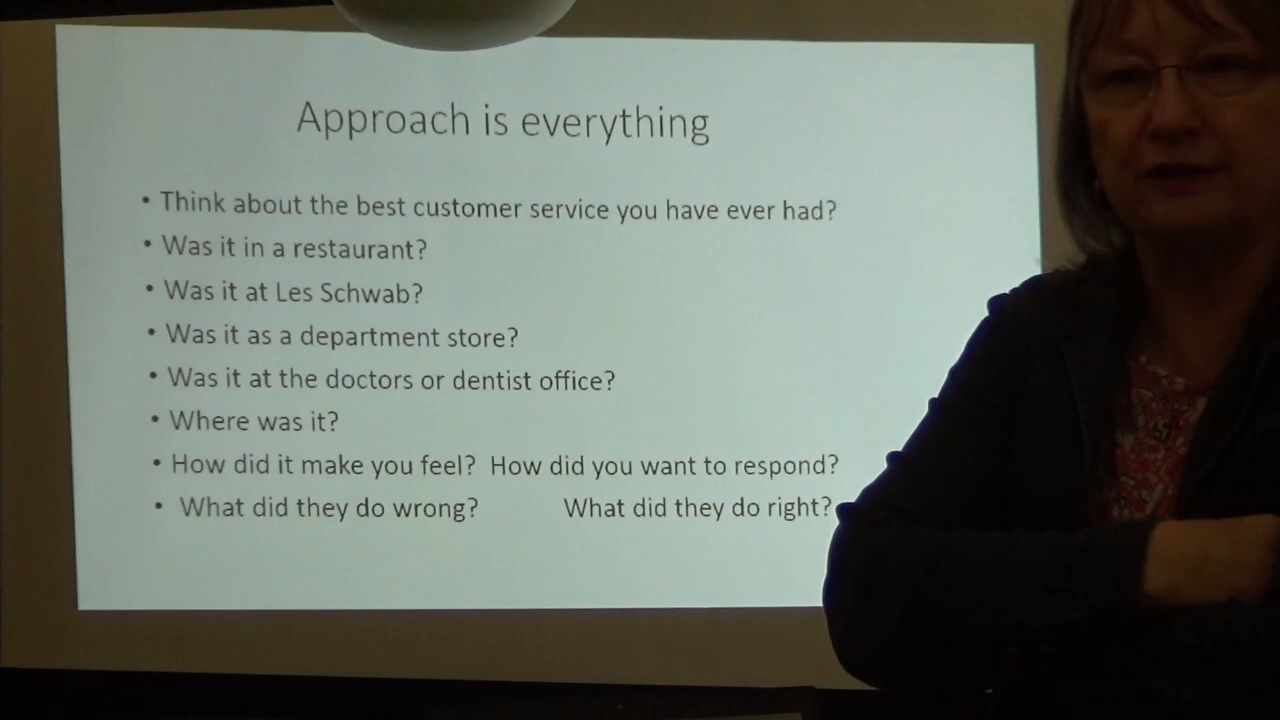 Approach is everything
• Think about the best customer service you have ever had?
• Was it in a restaurant?
• Was it at Les Schwab?
• Was it as a department store?
• Was it at the doctors or dentist office?
• Where was it?
• How did it make you feel?  How did you want to respond?
• What did they do wrong?  What did they do right?